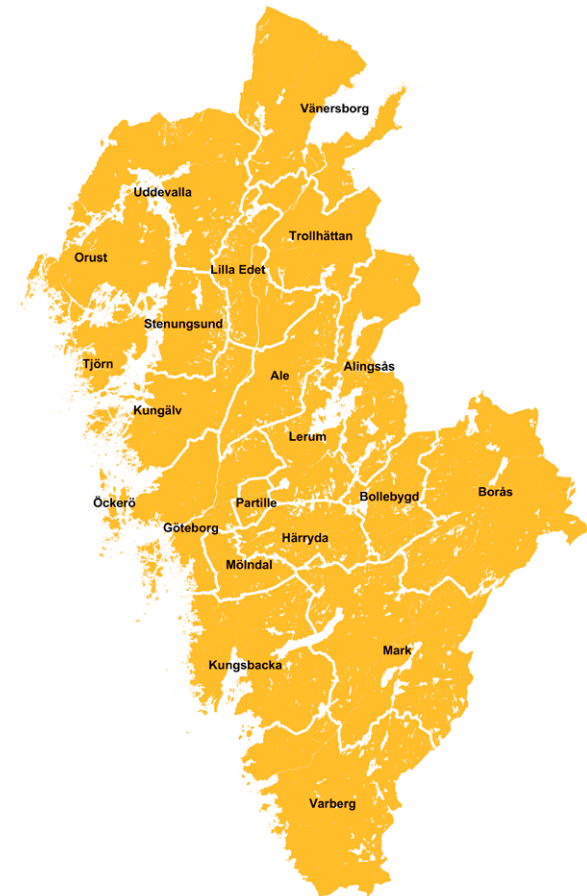 Vänersborg
Uddevalla
Trollhättan
Orust
Lilla Edet
Stenungsund
Tjörn
Alingsås
Ale
Kungälv
Lerum
Öckerö
Partille
Bollebygd
Borås
Göteborg
Härryda
Mölndal
Mark
Kungsbacka
Varberg